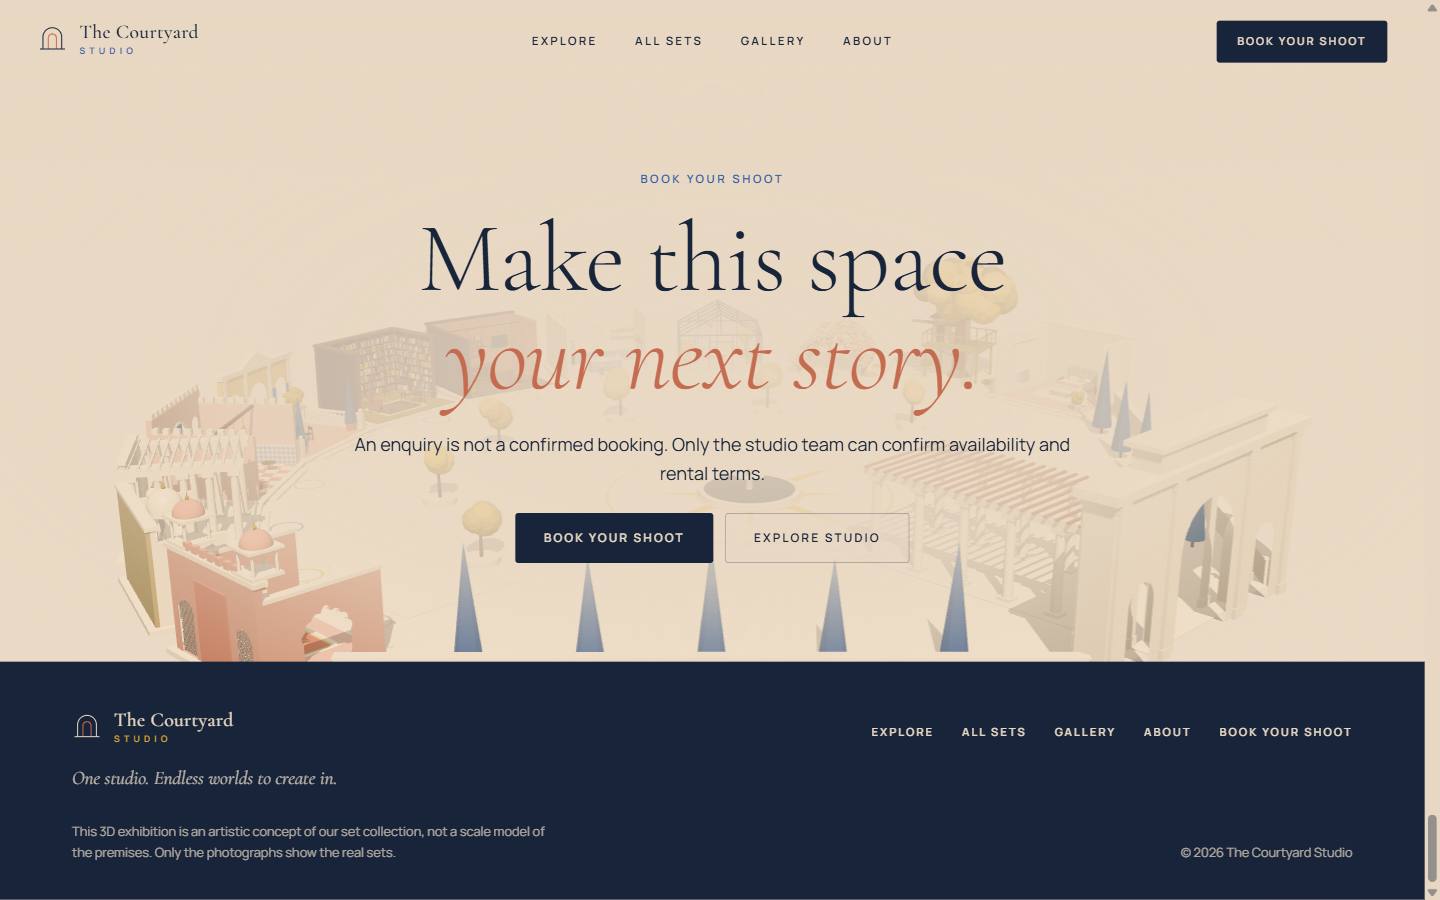 The Courtyard
STUDIO
EXPLORE
ALL SETS
GALLERY
ABOUT
BOOK YOUR SHOOT
BOOK YOUR SHOOT
Make this space
your next story.
An enquiry is not a confirmed booking. Only the studio team can confirm availability and
rental terms.
BOOK YOUR SHOOT
EXPLORE STUDIO
The Courtyard
STUDIO
EXPLORE
ALL SETS
GALLERY
ABOUT
BOOK YOUR SHOOT
One studio. Endless worlds to create in.
This 3D exhibition is an artistic concept of our set collection, not a scale model of
the premises. Only the photographs show the real sets.
© 2026 The Courtyard Studio